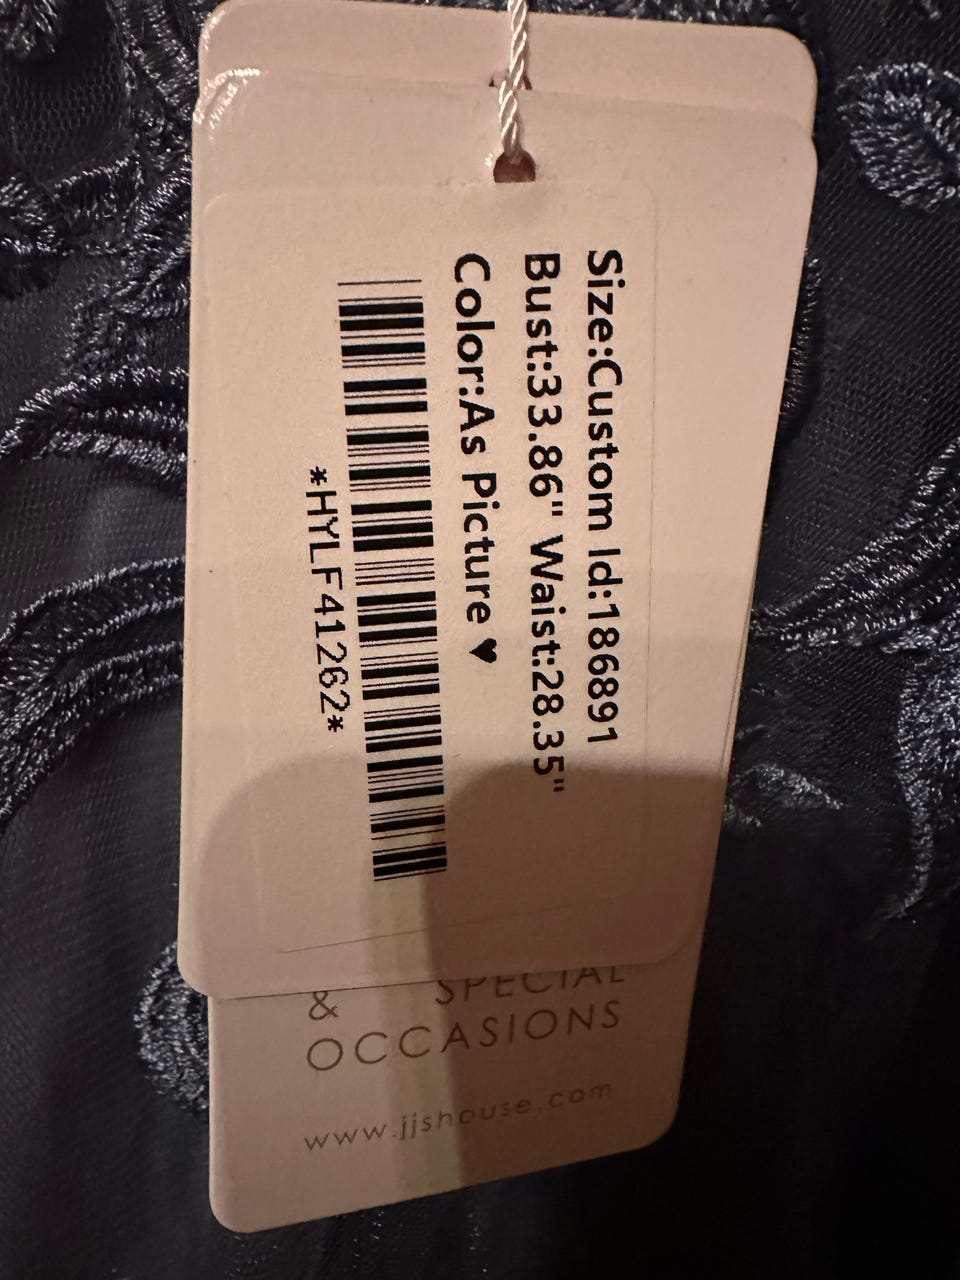 Size:Custom Id:186891
Bust:33.86" Waist:28.35"
Color:As Picture ♥
*HYLF41262*
& SPECIAL
OCCASIONS
www.jjshouse.com